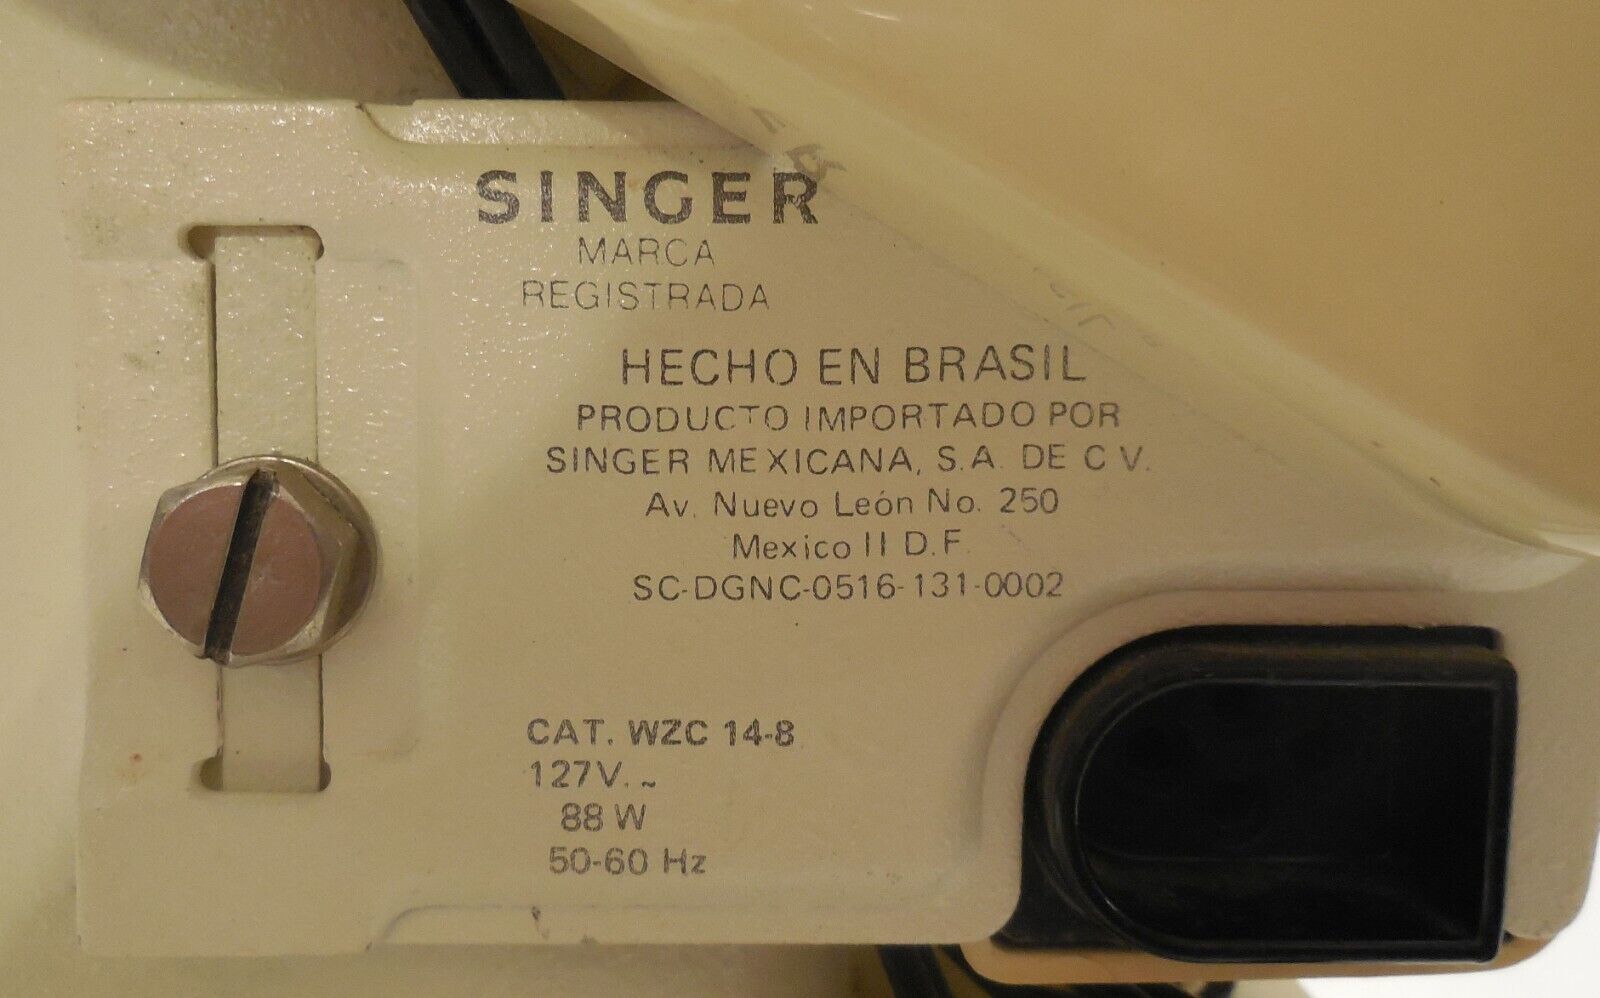 SINGER
MARCA
REGISTRADA
HECHO EN BRASIL
PRODUCTO IMPORTADO POR
SINGER MEXICANA, S.A. DE C V.
Av. Nuevo León No. 250
Mexico II D.F.
SC-DGNC-0516-131-0002
CAT. WZC 14-8
127V. ~
88 W
50-60 Hz